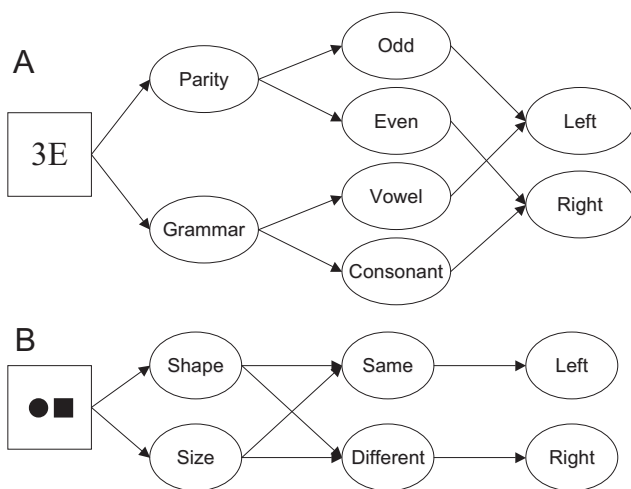 A
3E
Parity
Grammar
Odd
Even
Vowel
Consonant
Left
Right
B
Shape
Size
Same
Different
Left
Right